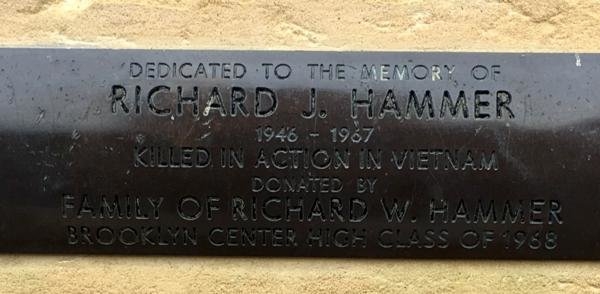 DEDICATED TO THE MEMORY OF
RICHARD J. HAMMER
1946 - 1967
KILLED IN ACTION IN VIETNAM
DONATED BY
FAMILY OF RICHARD W. HAMMER
BROOKLYN CENTER HIGH CLASS OF 1968